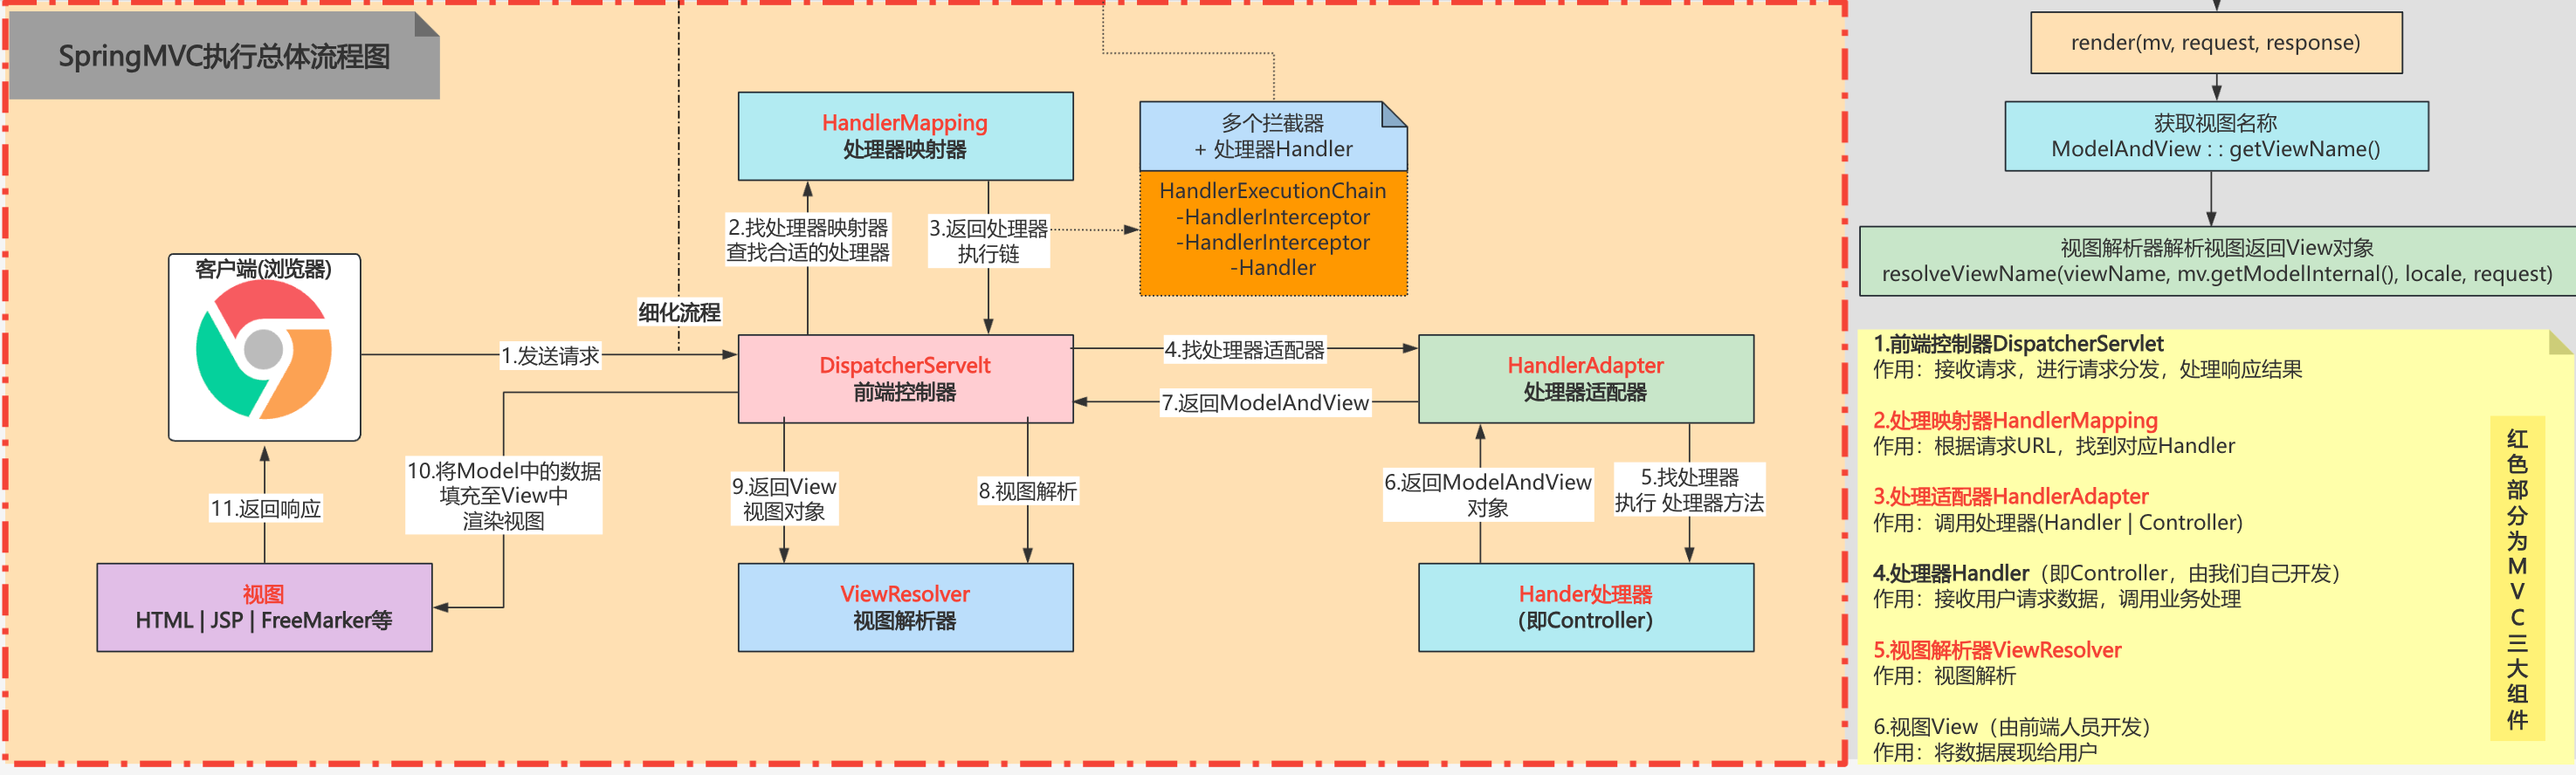 SpringMVC执行总体流程图
HandlerMapping
处理器映射器
多个拦截器
+ 处理器Handler
HandlerExecutionChain
-HandlerInterceptor
-HandlerInterceptor
-Handler
2.找处理器映射器
查找合适的处理器
3.返回处理器
执行链
客户端(浏览器)
细化流程
1.发送请求
DispatcherServelt
前端控制器
4.找处理器适配器
7.返回ModelAndView
HandlerAdapter
处理器适配器
10.将Model中的数据
填充至View中
渲染视图
11.返回响应
9.返回View
视图对象
8.视图解析
6.返回ModelAndView
对象
5.找处理器
执行 处理器方法
视图
HTML | JSP | FreeMarker等
ViewResolver
视图解析器
Hander处理器
（即Controller）
render(mv, request, response)
获取视图名称
ModelAndView : : getViewName()
视图解析器解析视图返回View对象
resolveViewName(viewName, mv.getModelInternal(), locale, request)
1.前端控制器DispatcherServlet
作用：接收请求，进行请求分发，处理响应结果
2.处理映射器HandlerMapping
作用：根据请求URL，找到对应Handler
3.处理适配器HandlerAdapter
作用：调用处理器(Handler | Controller)
4.处理器Handler（即Controller，由我们自己开发）
作用：接收用户请求数据，调用业务处理
5.视图解析器ViewResolver
作用：视图解析
6.视图View（由前端人员开发）
作用：将数据展现给用户
红
色
部
分
为
M
V
C
三
大
组
件